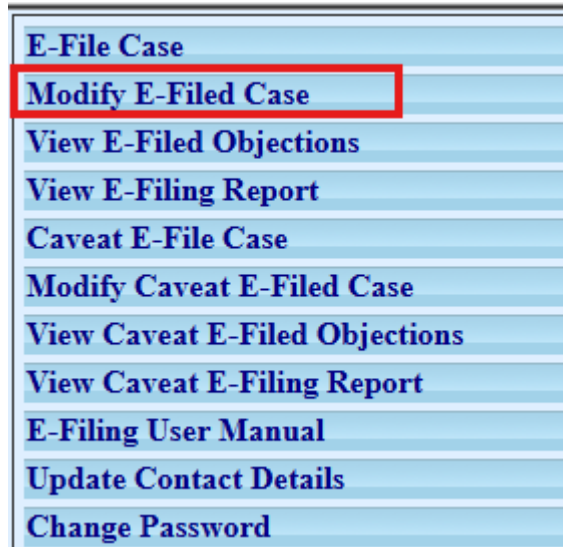 E-File Case
Modify E-Filed Case
View E-Filed Objections
View E-Filing Report
Caveat E-File Case
Modify Caveat E-Filed Case
View Caveat E-Filed Objections
View Caveat E-Filing Report
E-Filing User Manual
Update Contact Details
Change Password